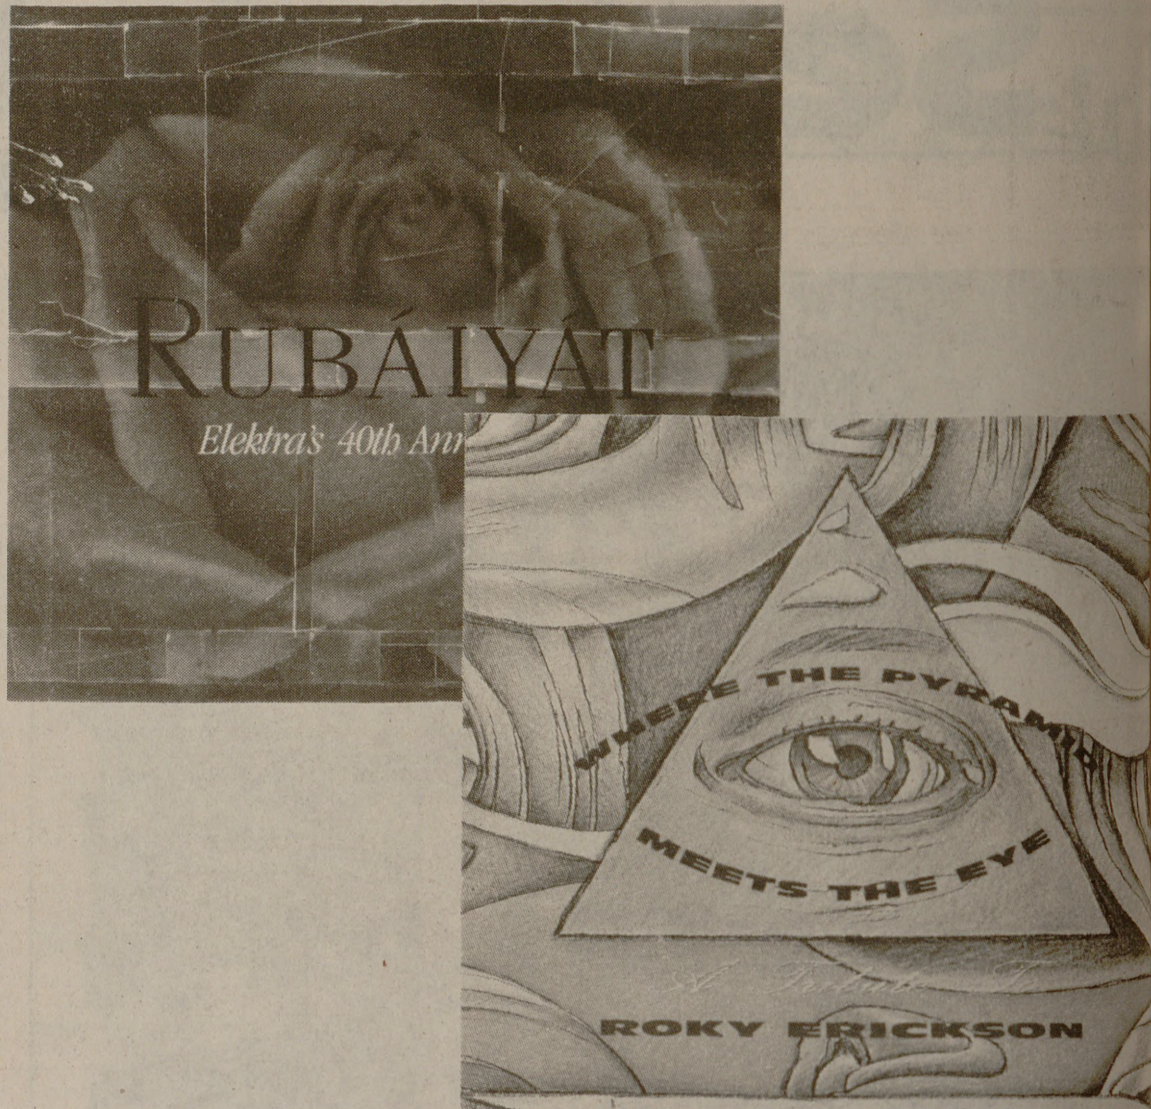 RUBÁIYÁT
Elektra's 40th Ann
WHERE THE PYRAMID
MEETS THE EYE
A Tribute To
ROKY ERICKSON